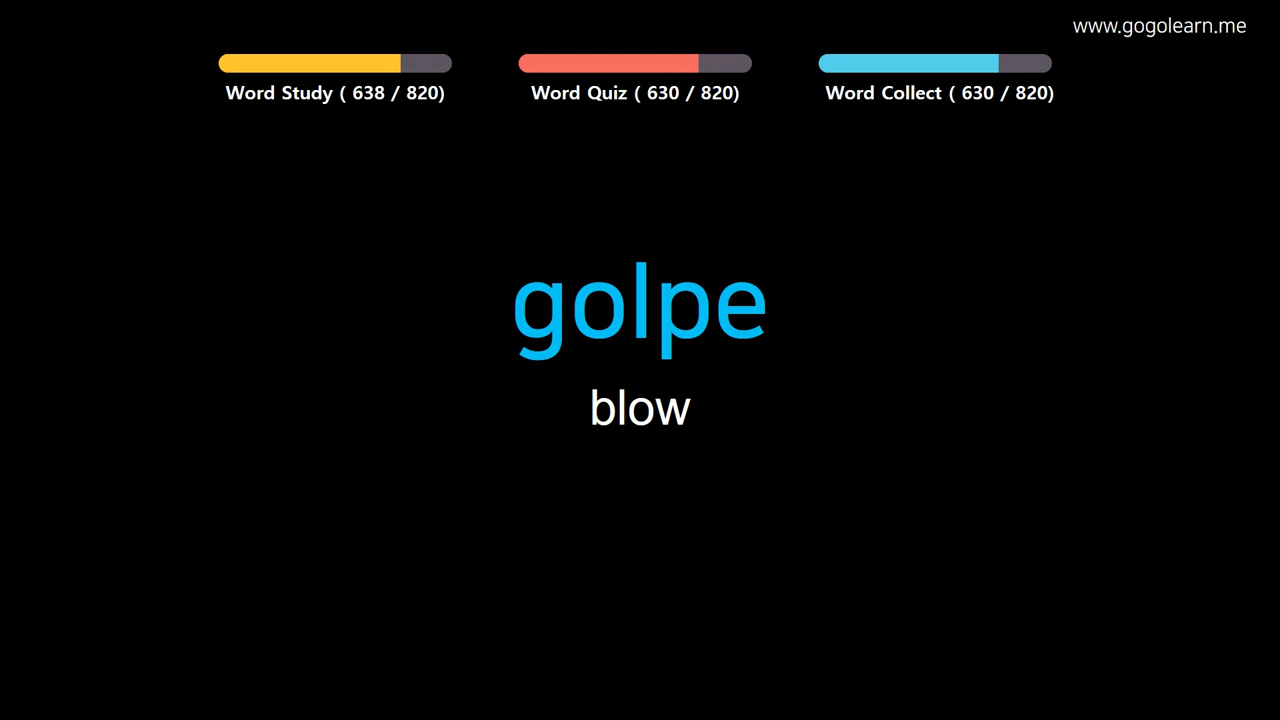 www.gogolearn.me
Word Study ( 638 / 820)
Word Quiz ( 630 / 820)
Word Collect ( 630 / 820)
golpe
blow